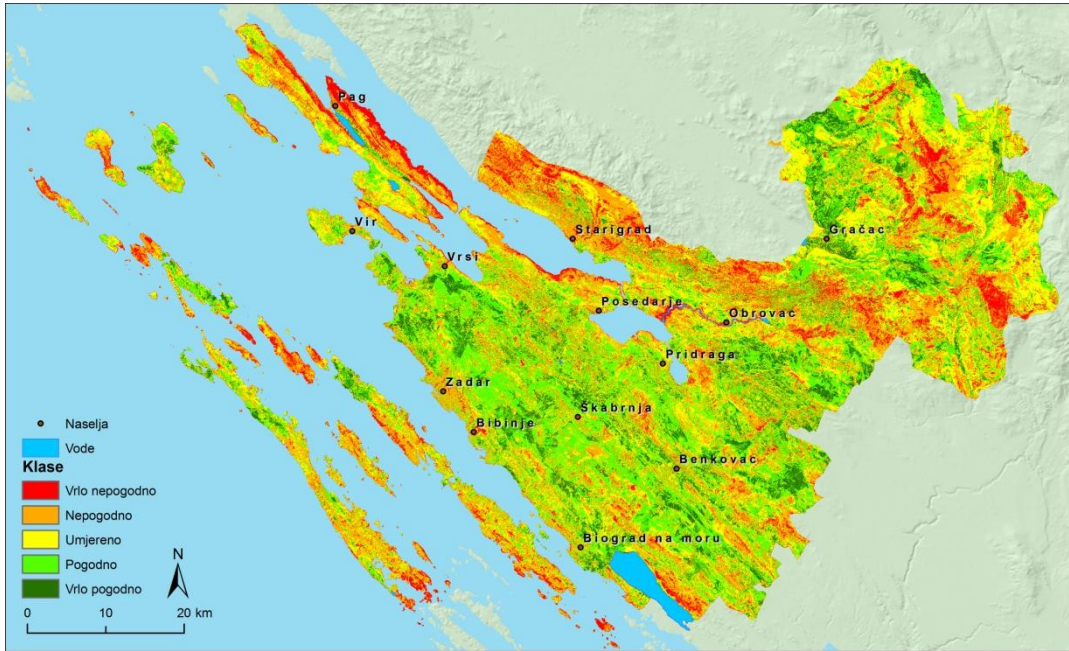 Pag
Vir
Starigrad
Gračac
Vrsi
Posedarje
Obrovac
Pridraga
Zadar
Škabrnja
Bibinje
Benkovac
Biograd na moru
Naselja
Vode
Klase
Vrlo nepogodno
Nepogodno
Umjereno
Pogodno
Vrlo pogodno
N
0 10 20 km